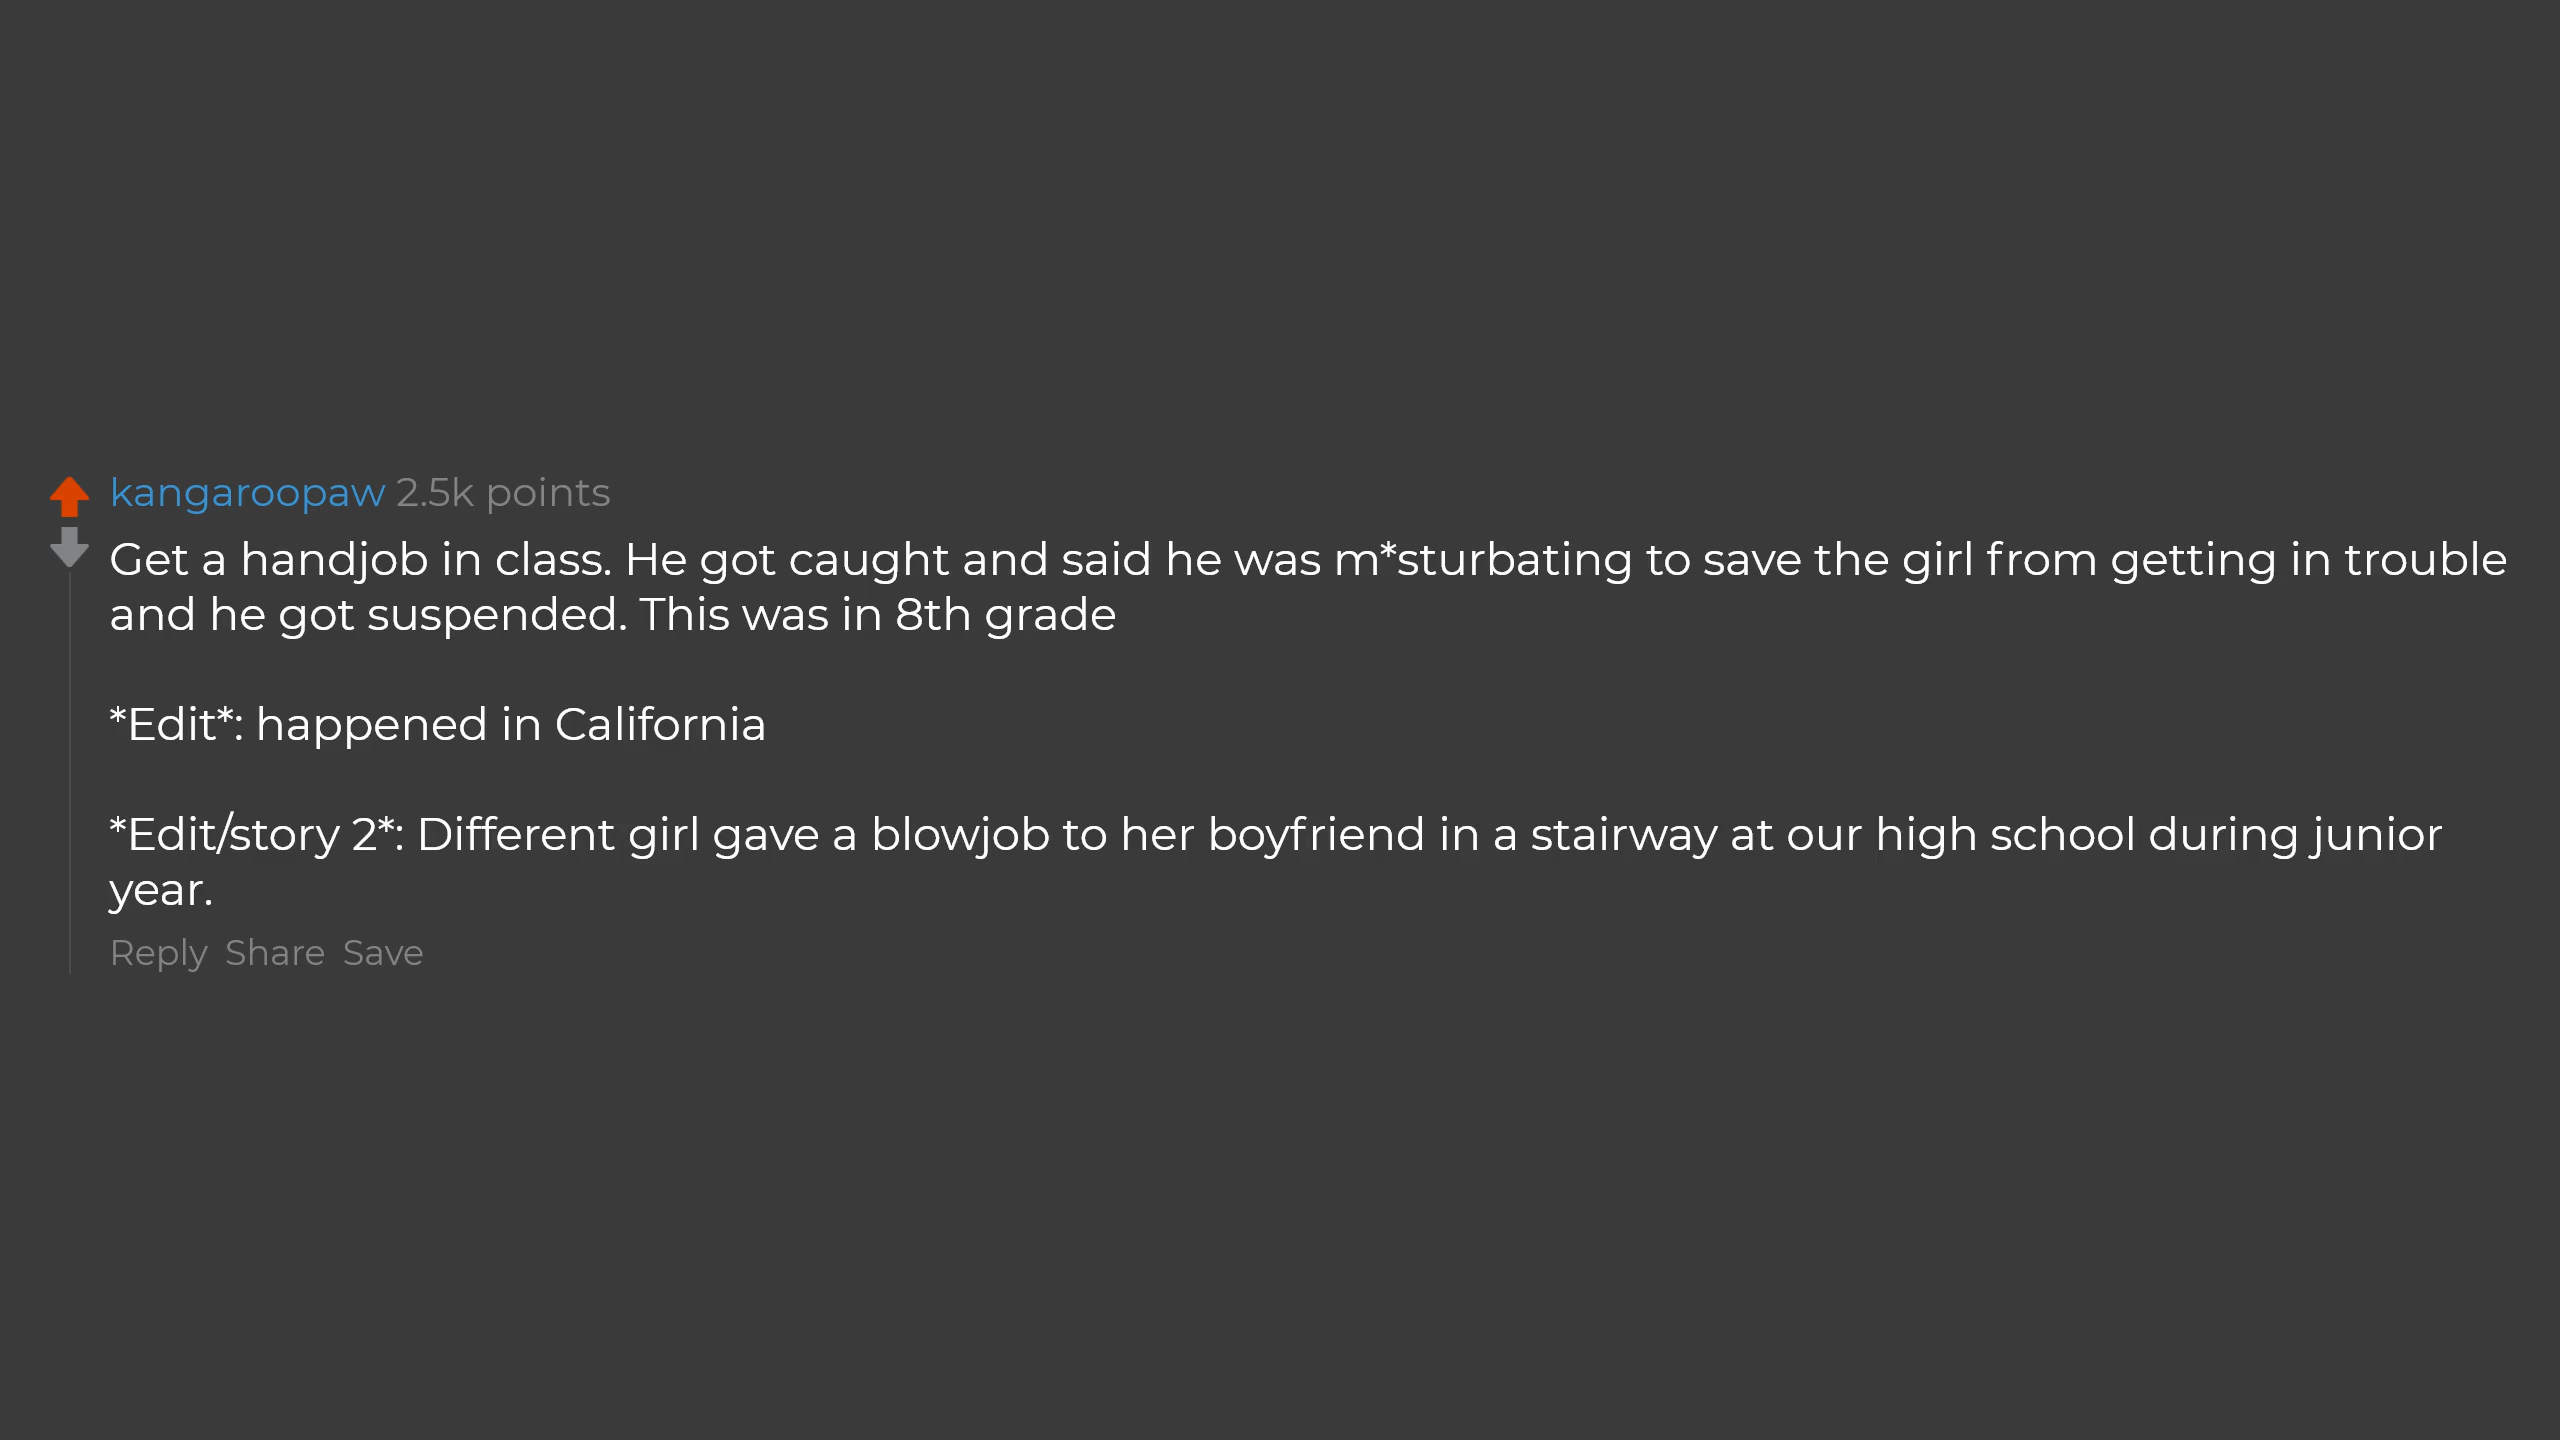 kangaroopaw 2.5k points
Get a handjob in class. He got caught and said he was m*sturbating to save the girl from getting in trouble
and he got suspended. This was in 8th grade
*Edit*: happened in California
*Edit/story 2*: Different girl gave a blowjob to her boyfriend in a stairway at our high school during junior
year.
Reply Share Save